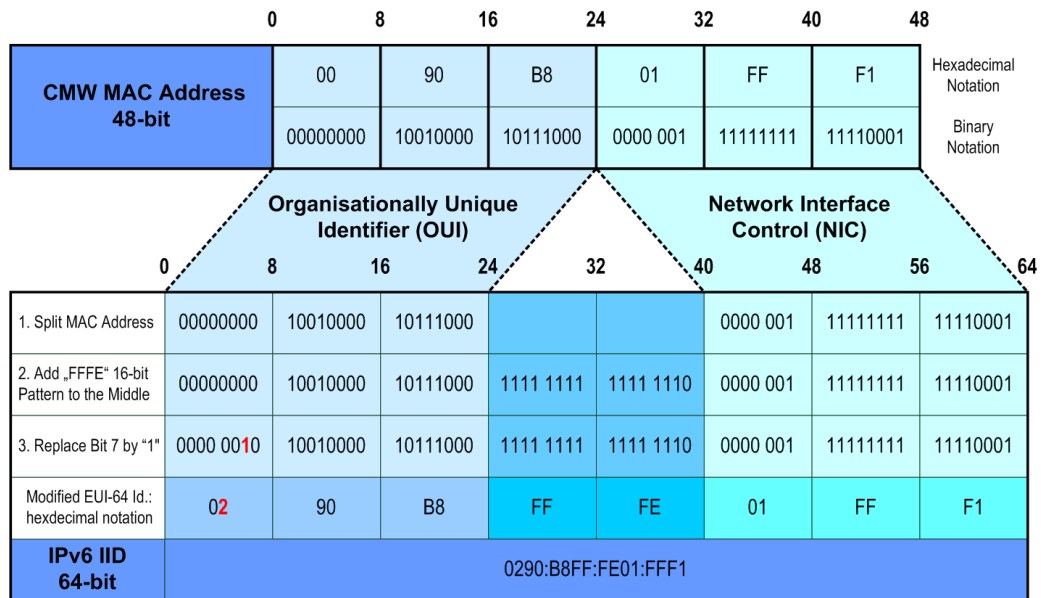 0 8 16 24 32 40 48
CMW MAC Address
48-bit
00 90 B8 01 FF F1
Hexadecimal
Notation
00000000 10010000 10111000 0000 001 11111111 11110001
Binary
Notation
Organisationally Unique
Identifier (OUI)
Network Interface
Control (NIC)
0 8 16 24 32 40 48 56 64
1. Split MAC Address 00000000 10010000 10111000 0000 001 11111111 11110001
2. Add „FFFE“ 16-bit
Pattern to the Middle
00000000 10010000 10111000 1111 1111 1111 1110 0000 001 11111111 11110001
3. Replace Bit 7 by “1" 0000 0010 10010000 10111000 1111 1111 1111 1110 0000 001 11111111 11110001
Modified EUI-64 Id.:
hexdecimal notation
02 90 B8 FF FE 01 FF F1
IPv6 IID
64-bit
0290:B8FF:FE01:FFF1